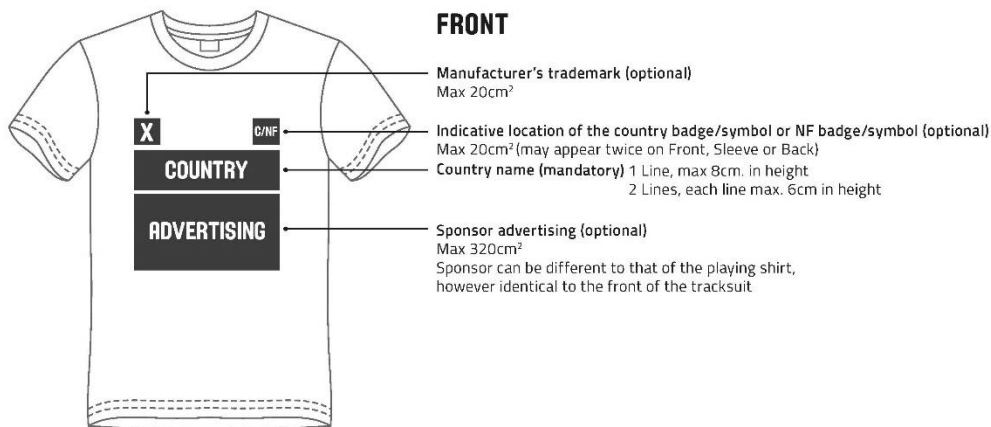 FRONT
Manufacturer's trademark (optional)
Max 20cm²
X
C/NF
Indicative location of the country badge/symbol or NF badge/symbol (optional)
Max 20cm² (may appear twice on Front, Sleeve or Back)
COUNTRY
Country name (mandatory) 1 Line, max 8cm. in height
2 Lines, each line max. 6cm in height
ADVERTISING
Sponsor advertising (optional)
Max 320cm²
Sponsor can be different to that of the playing shirt,
however identical to the front of the tracksuit